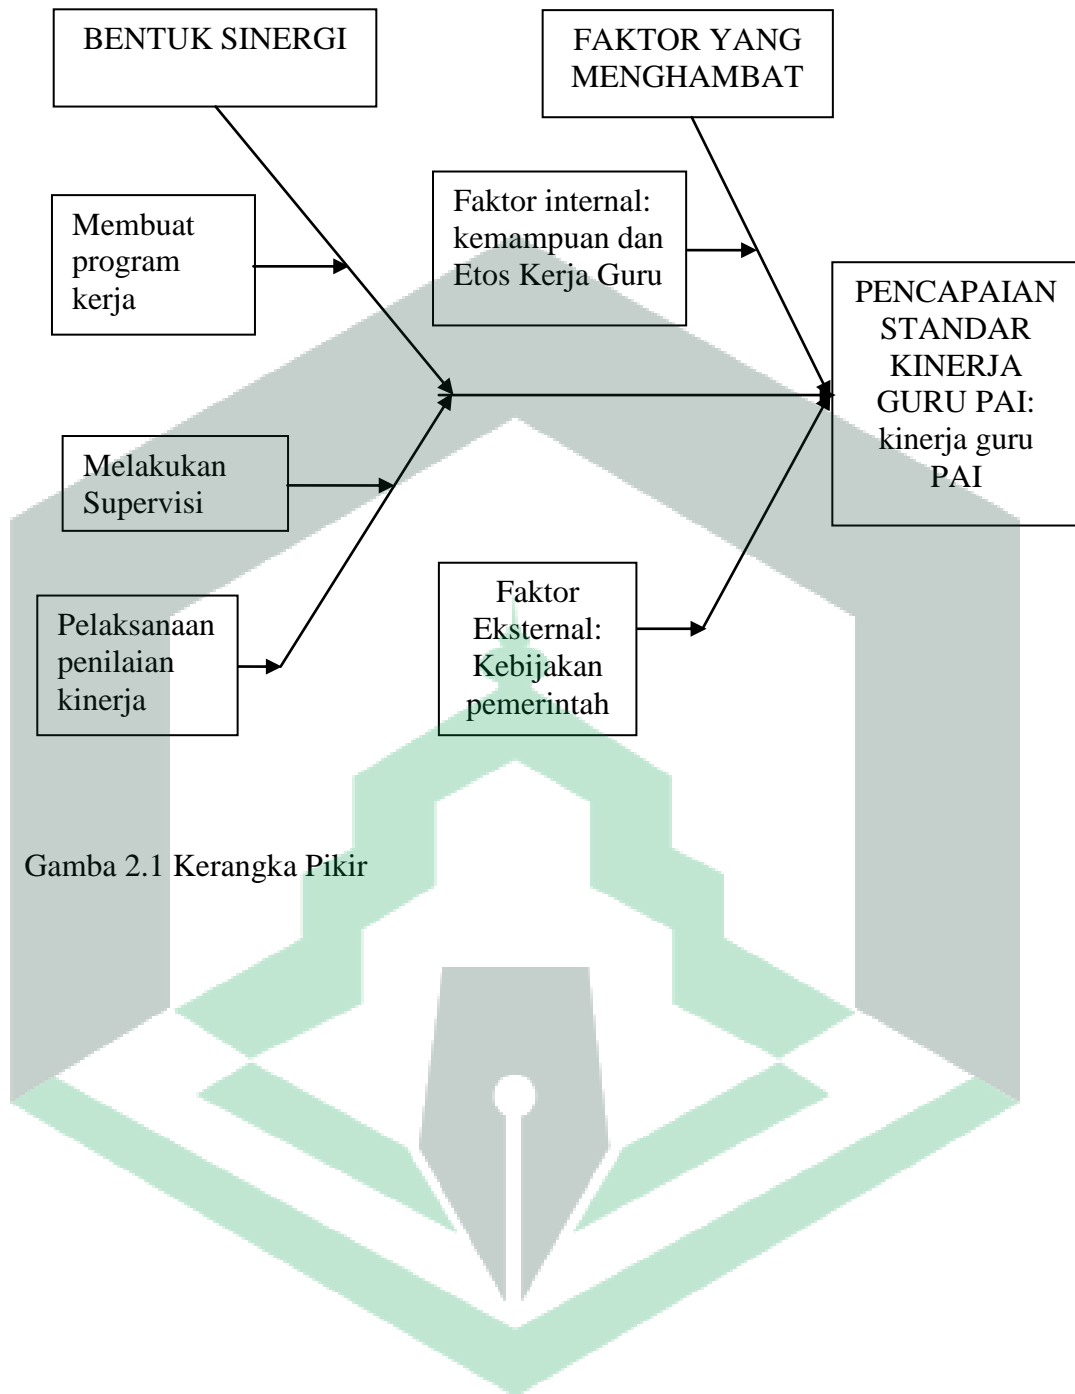 BENTUK SINERGI
FAKTOR YANG
MENGHAMBAT
Membuat
program
kerja
Faktor internal:
kemampuan dan
Etos Kerja Guru
PENCAPAIAN
STANDAR
KINERJA
GURU PAI:
kinerja guru
PAI
Melakukan
Supervisi
Pelaksanaan
penilaian
kinerja
Faktor
Eksternal:
Kebijakan
pemerintah
Gamba 2.1 Kerangka Pikir